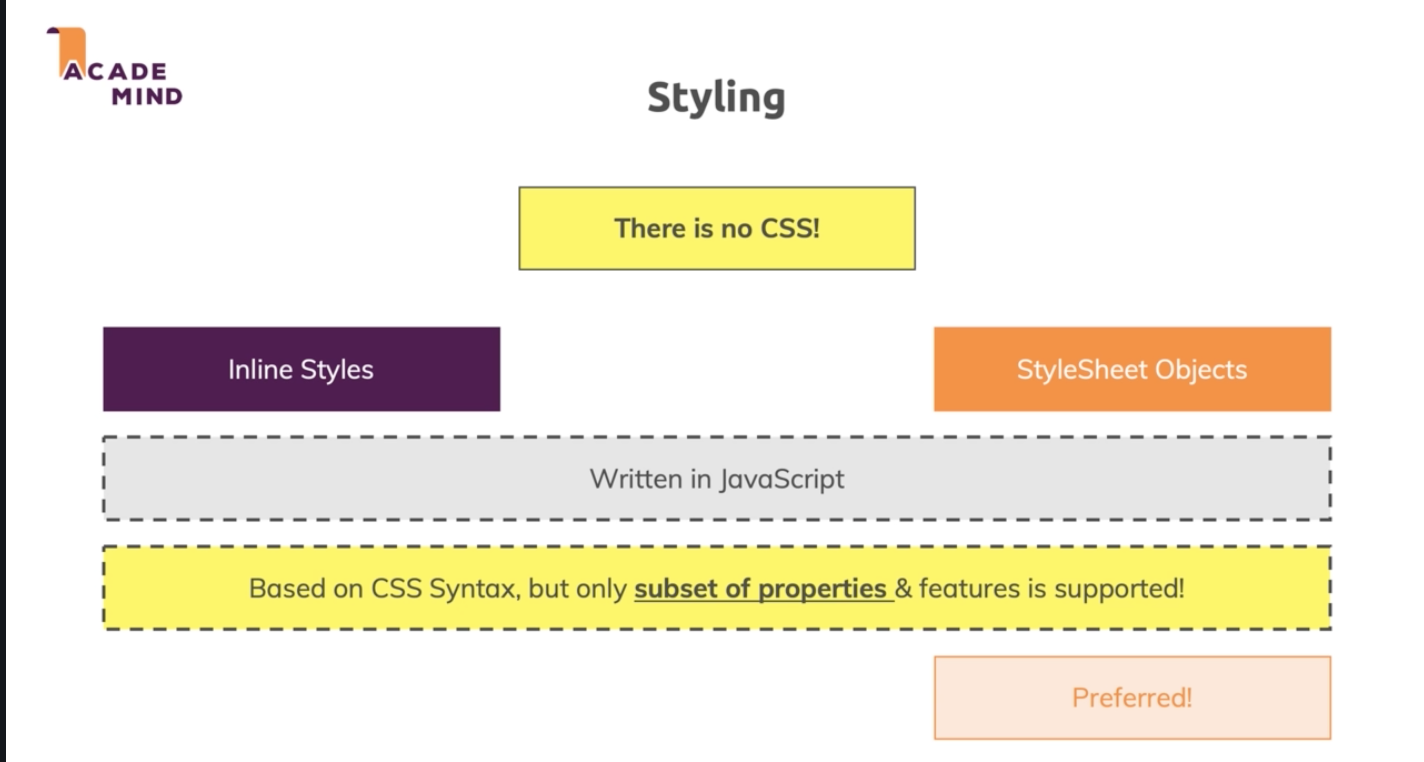 ACADE
MIND
Styling
There is no CSS!
Inline Styles
StyleSheet Objects
Written in JavaScript
Based on CSS Syntax, but only subset of properties & features is supported!
Preferred!